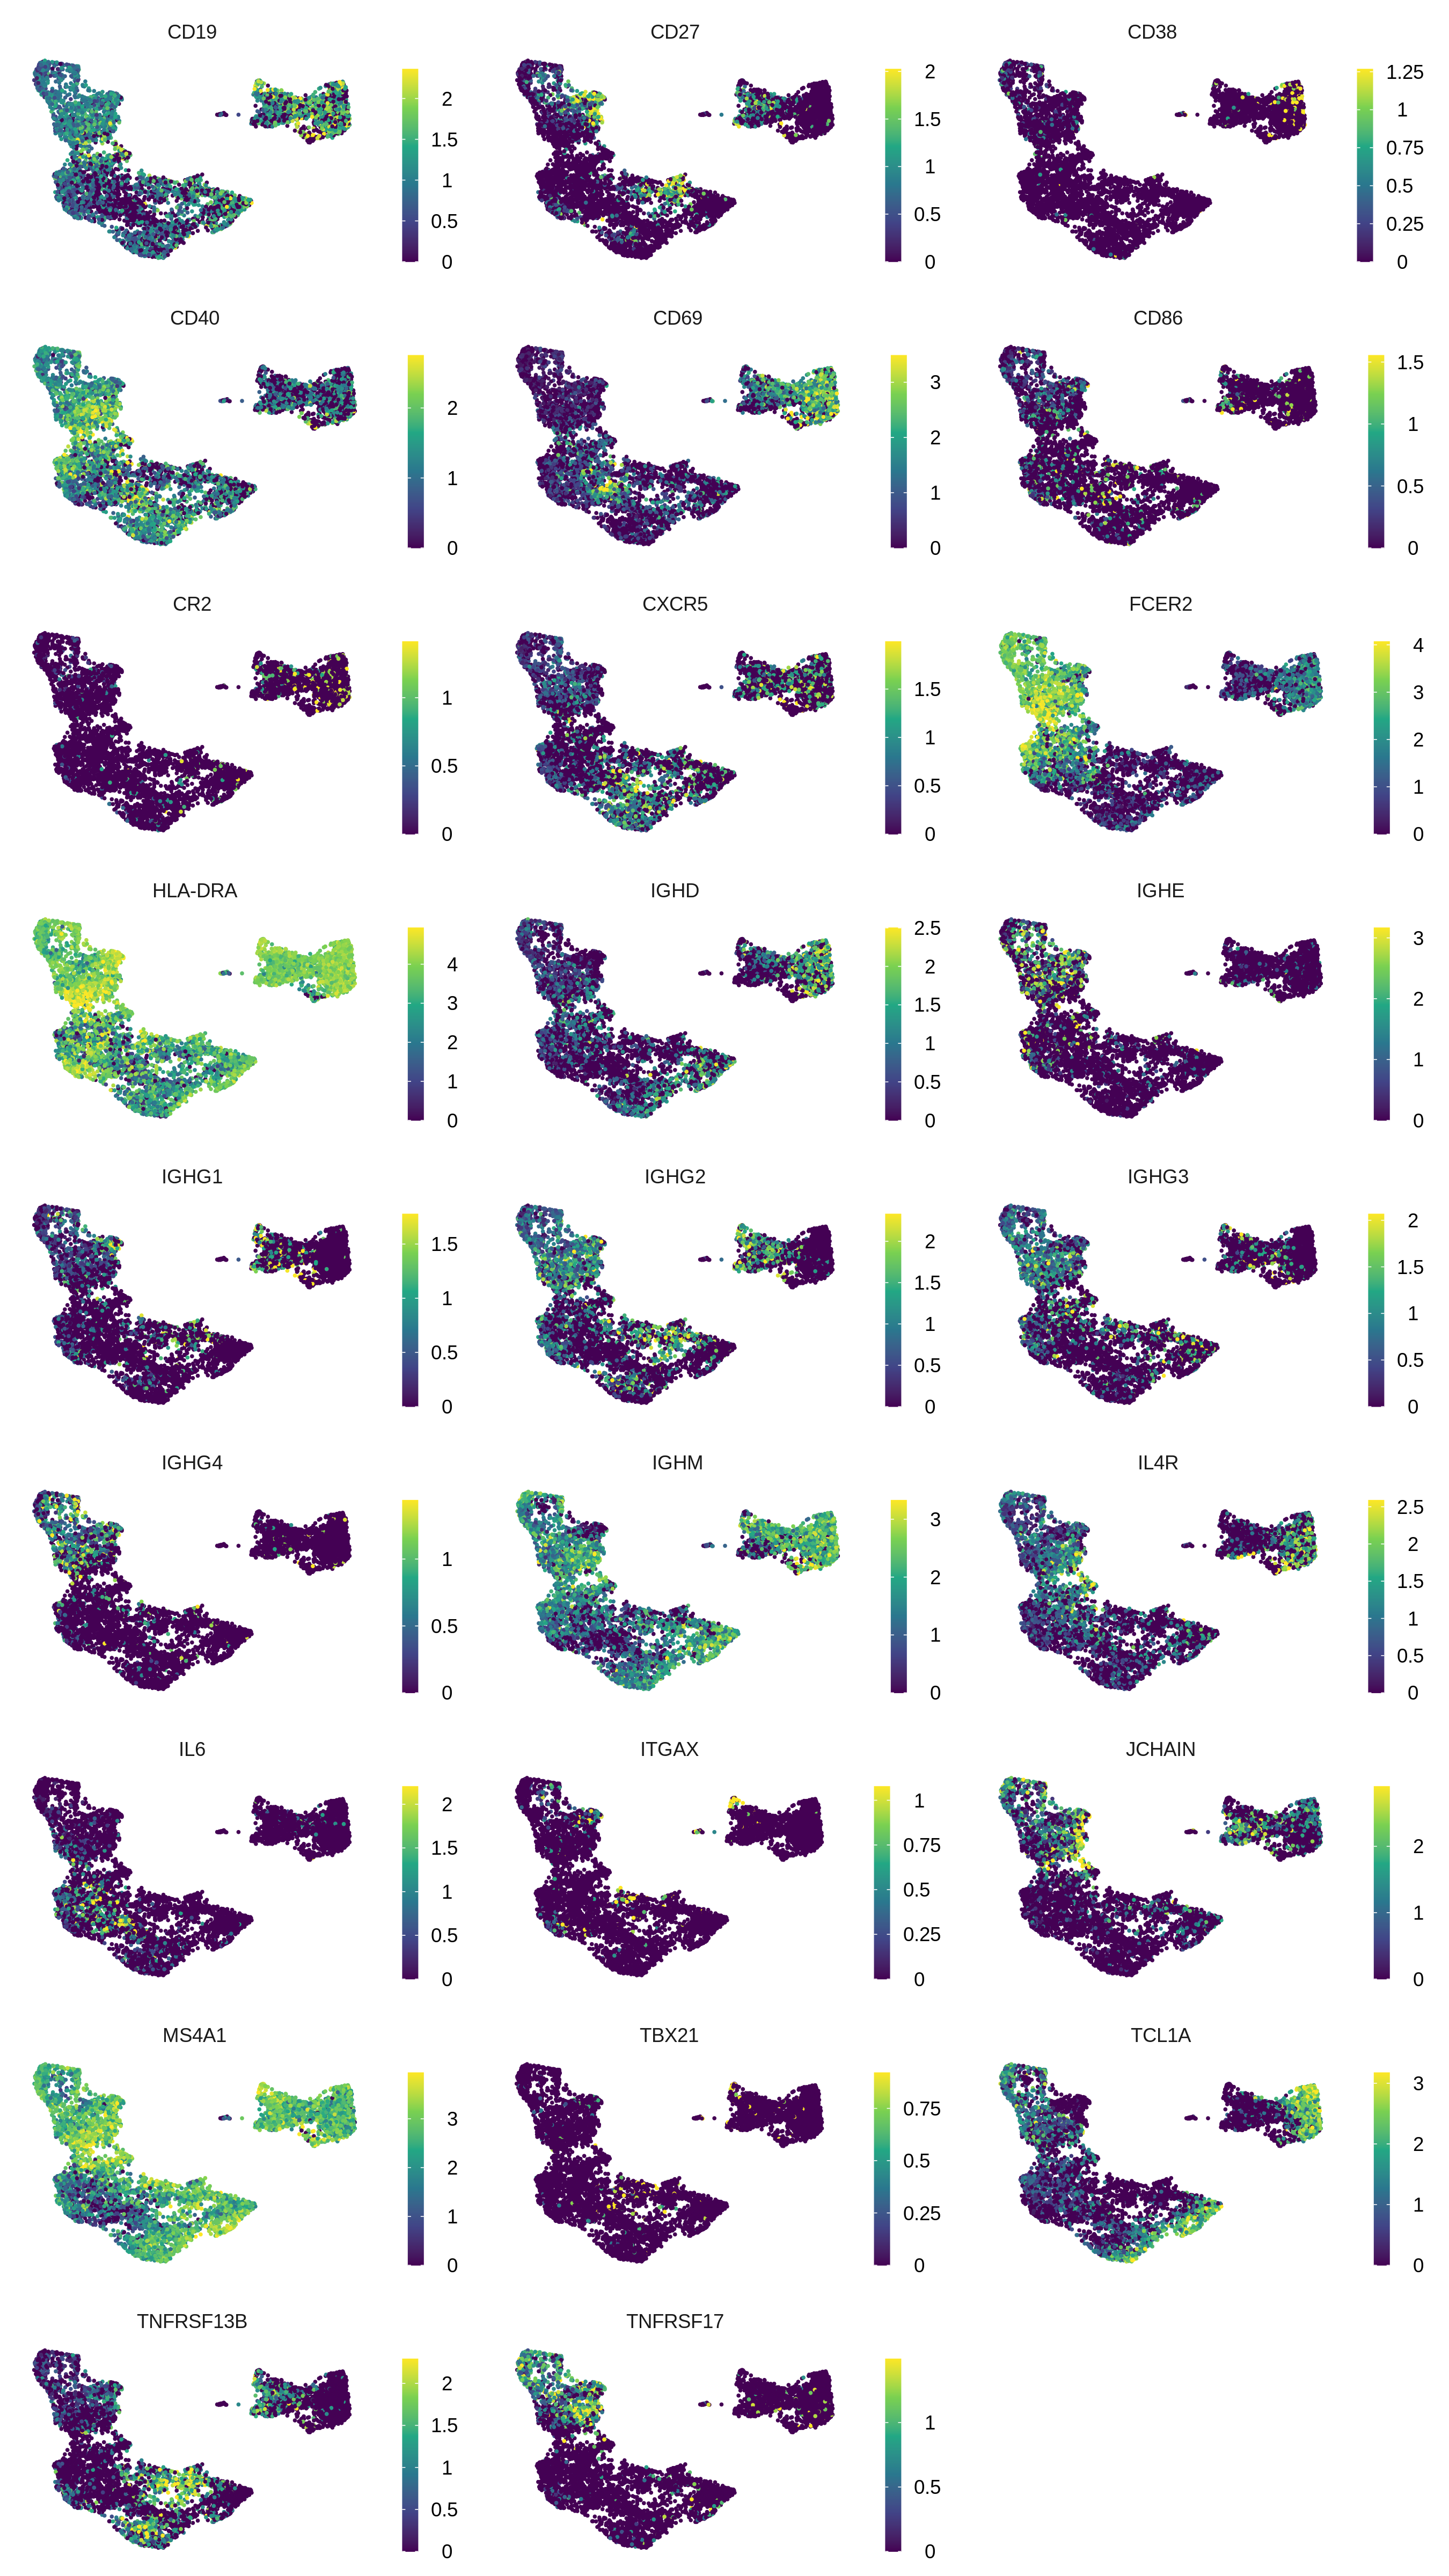 CD19 CD27 CD38
2 1.5 1 0.5 0
2 1.5 1 0.5 0
1.25 1 0.75 0.5 0.25 0
CD40 CD69 CD86
2 1 0
3 2 1 0
1.5 1 0.5 0
CR2 CXCR5 FCER2
1 0.5 0
1.5 1 0.5 0
4 3 2 1 0
HLA-DRA IGHD IGHE
4 3 2 1 0
2.5 2 1.5 1 0.5 0
3 2 1 0
IGHG1 IGHG2 IGHG3
1.5 1 0.5 0
2 1.5 1 0.5 0
2 1.5 1 0.5 0
IGHG4 IGHM IL4R
1 0.5 0
3 2 1 0
2.5 2 1.5 1 0.5 0
IL6 ITGAX JCHAIN
2 1.5 1 0.5 0
1 0.75 0.5 0.25 0
2 1 0
MS4A1 TBX21 TCL1A
3 2 1 0
0.75 0.5 0.25 0
3 2 1 0
TNFRSF13B TNFRSF17
2 1.5 1 0.5 0
1 0.5 0